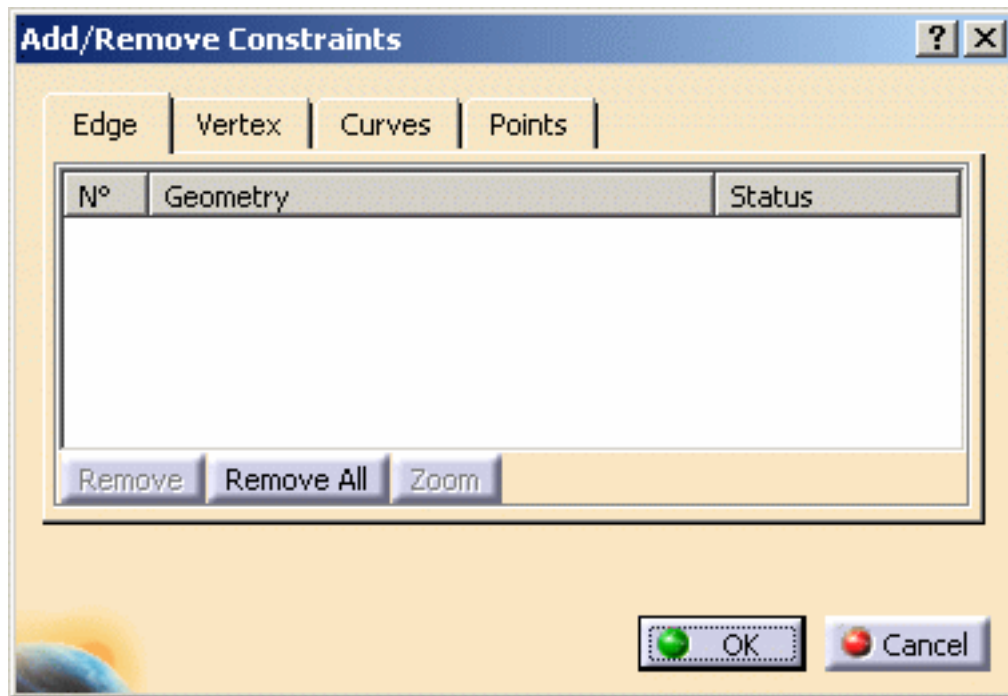 Add/Remove Constraints ? X
Edge Vertex Curves Points
N° Geometry Status
Remove Remove All Zoom
OK Cancel